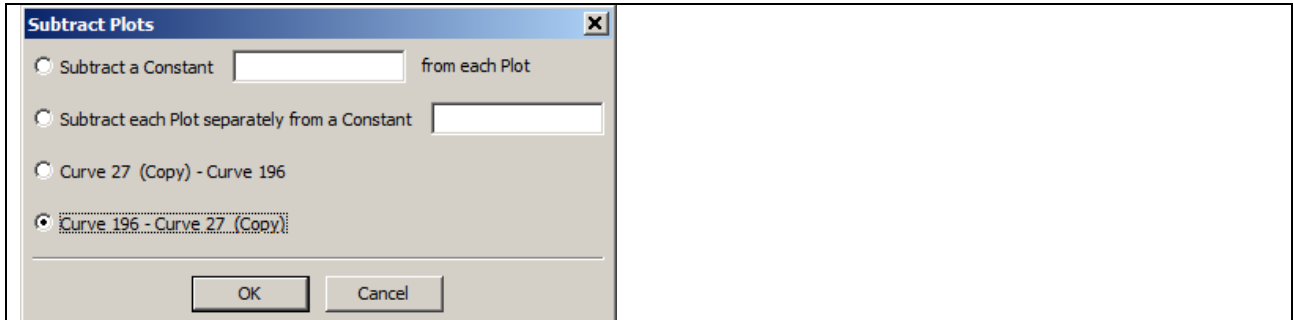 Subtract Plots
Subtract a Constant from each Plot
Subtract each Plot separately from a Constant
Curve 27 (Copy) - Curve 196
Curve 196 - Curve 27 (Copy)
OK Cancel